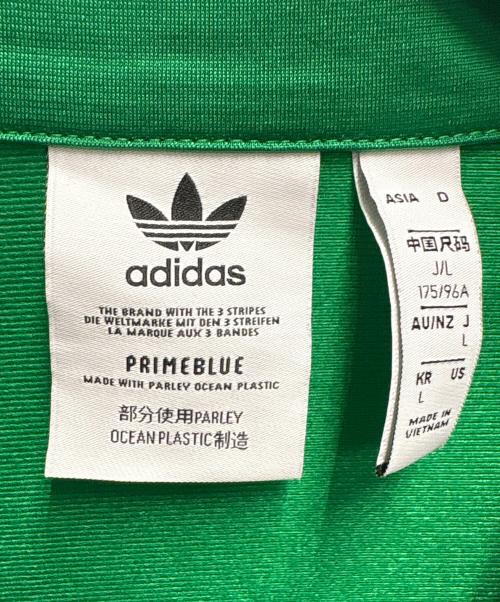 adidas
THE BRAND WITH THE 3 STRIPES
DIE WELTMARKE MIT DEN 3 STREIFEN
LA MARQUE AUX 3 BANDES
PRIMEBLUE
MADE WITH PARLEY OCEAN PLASTIC
部分使用PARLEY
OCEAN PLASTIC制造
ASIA D
中国尺码
J/L
175/96A
AU/NZ J
L
KR US
L
MADE IN
VIETNAM